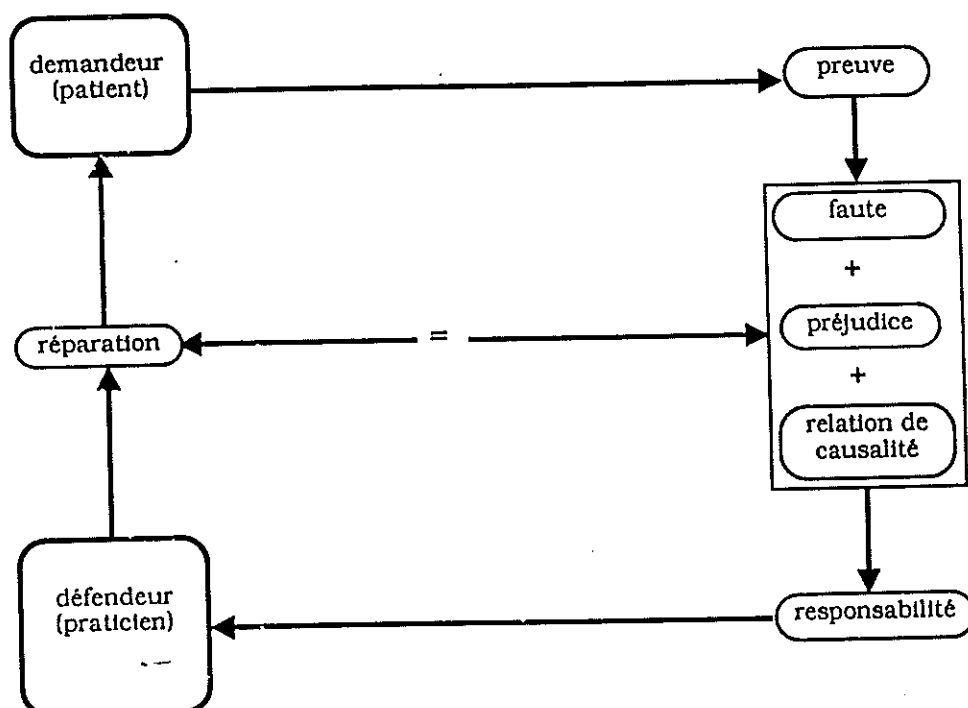 demandeur
(patient)
preuve
faute
+
préjudice
+
relation de
causalité
=
réparation
défendeur
(praticien)
responsabilité